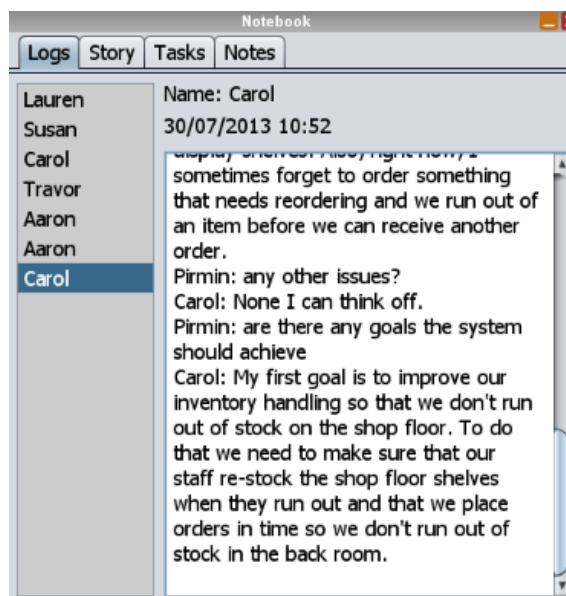 Notebook
Logs Story Tasks Notes
Lauren
Susan
Carol
Travor
Aaron
Aaron
Carol
Name: Carol
30/07/2013 10:52
display shelves? Also, right now, I
sometimes forget to order something
that needs reordering and we run out of
an item before we can receive another
order.
Pirmin: any other issues?
Carol: None I can think off.
Pirmin: are there any goals the system
should achieve
Carol: My first goal is to improve our
inventory handling so that we don't run
out of stock on the shop floor. To do
that we need to make sure that our
staff re-stock the shop floor shelves
when they run out and that we place
orders in time so we don't run out of
stock in the back room.